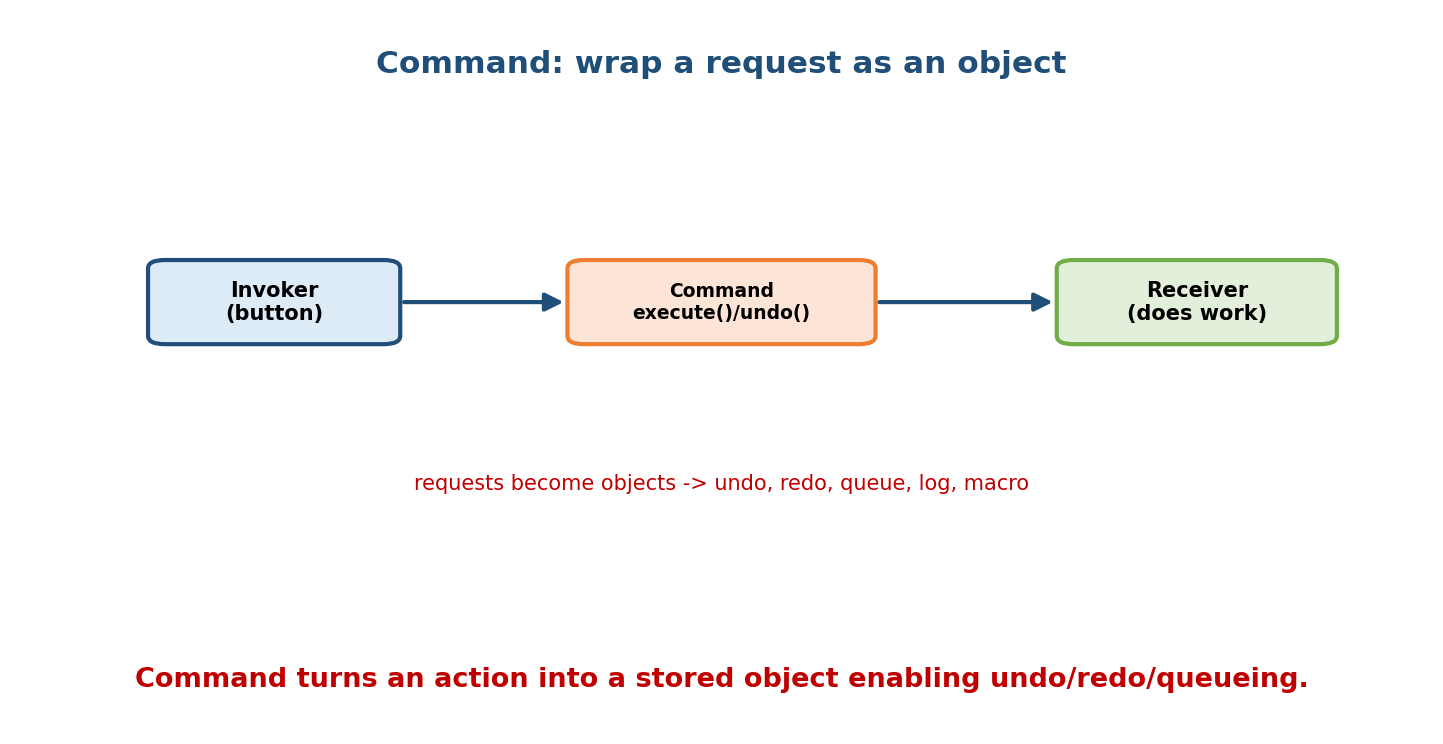 Command: wrap a request as an object
Invoker
(button)
Command
execute()/undo()
Receiver
(does work)
requests become objects -> undo, redo, queue, log, macro
Command turns an action into a stored object enabling undo/redo/queueing.